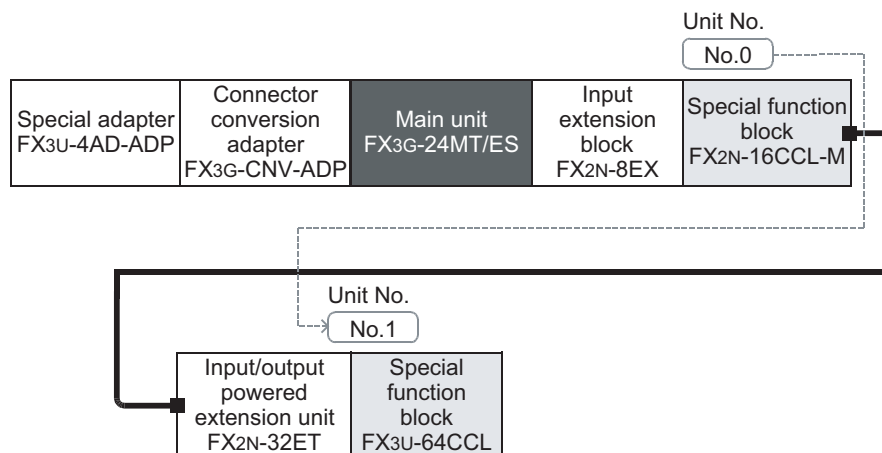 Unit No.
No.0
Special adapter
FX3U-4AD-ADP
Connector
conversion
adapter
FX3G-CNV-ADP
Main unit
FX3G-24MT/ES
Input
extension
block
FX2N-8EX
Special function
block
FX2N-16CCL-M
Unit No.
No.1
Input/output
powered
extension unit
FX2N-32ET
Special
function
block
FX3U-64CCL